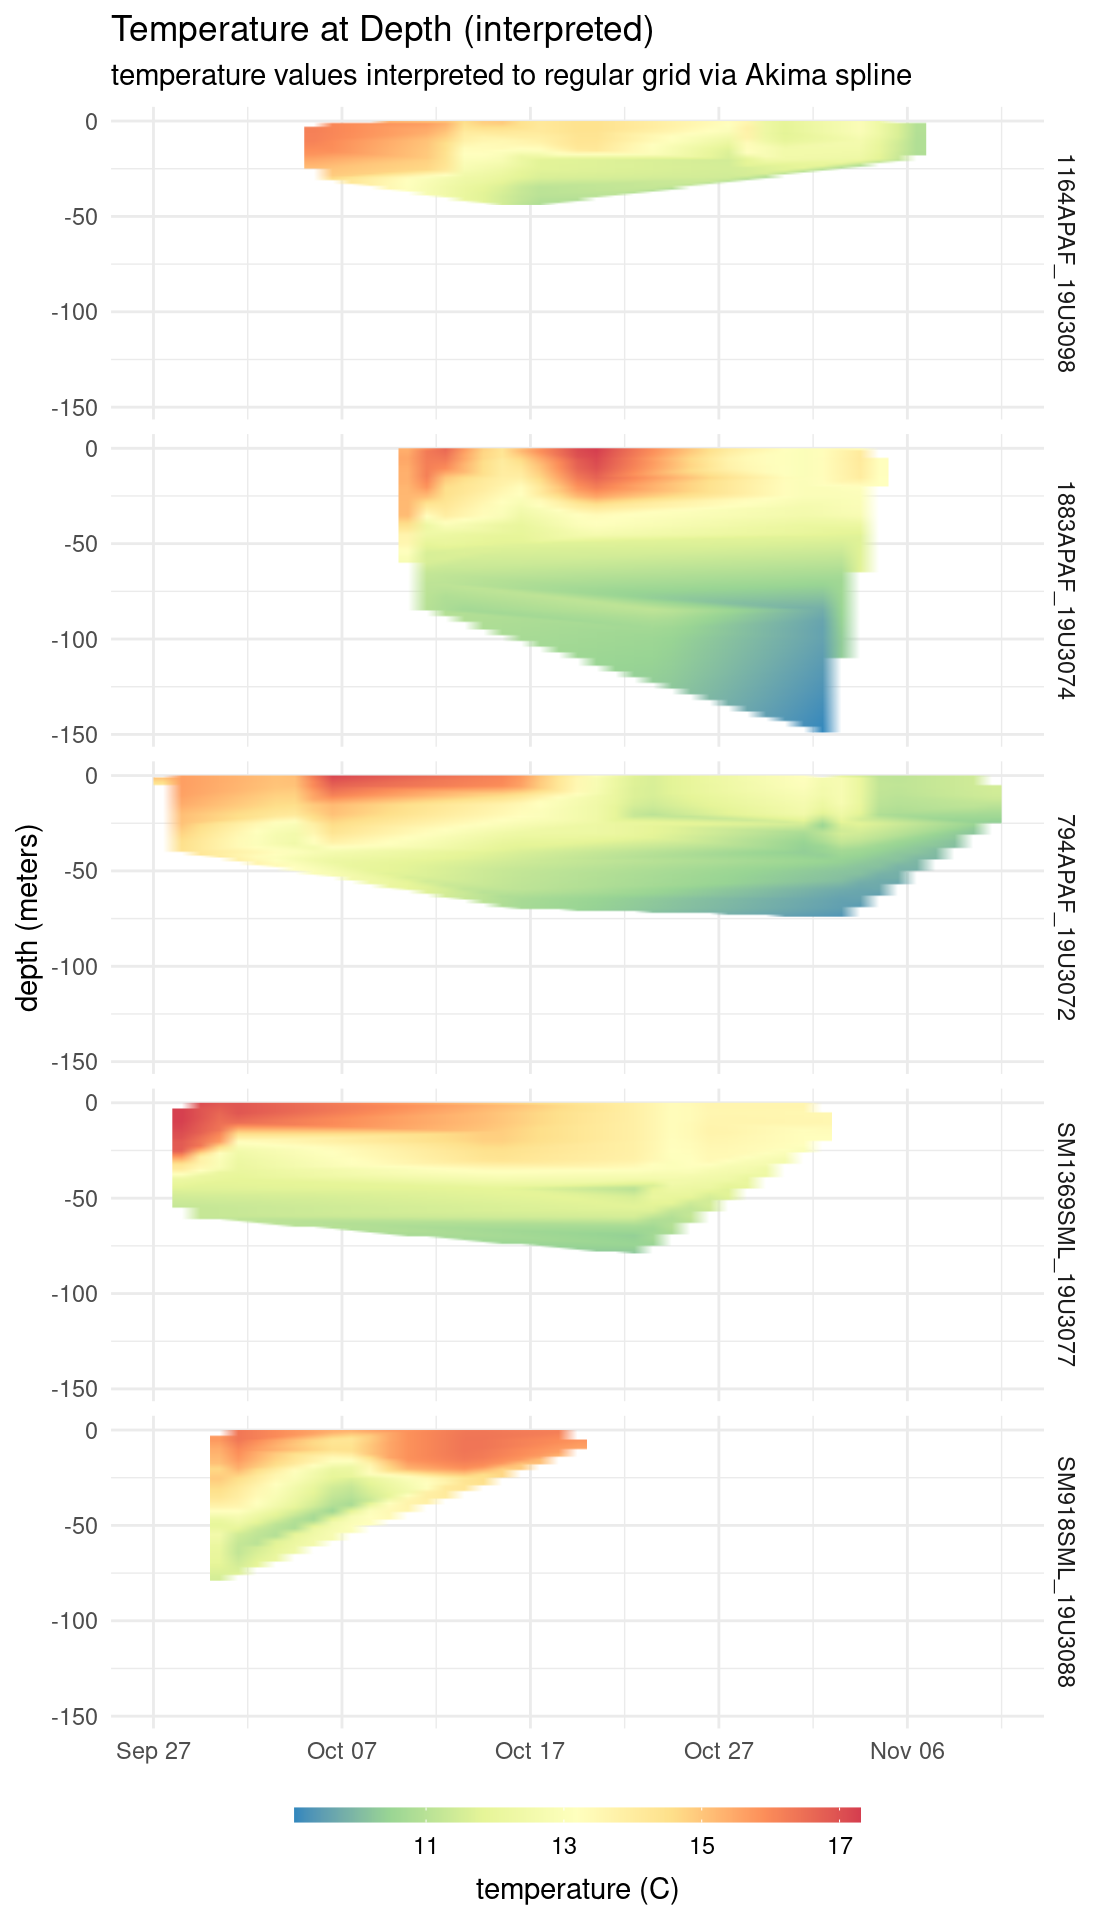 Temperature at Depth (interpreted)
temperature values interpreted to regular grid via Akima spline
0
-50
-100
-150
1164APAF_19U3098
0
-50
-100
-150
1883APAF_19U3074
depth (meters)
0
-50
-100
-150
794APAF_19U3072
0
-50
-100
-150
SM1369SML_19U3077
0
-50
-100
-150
SM918SML_19U3088
Sep 27 Oct 07 Oct 17 Oct 27 Nov 06
11 13 15 17
temperature (C)